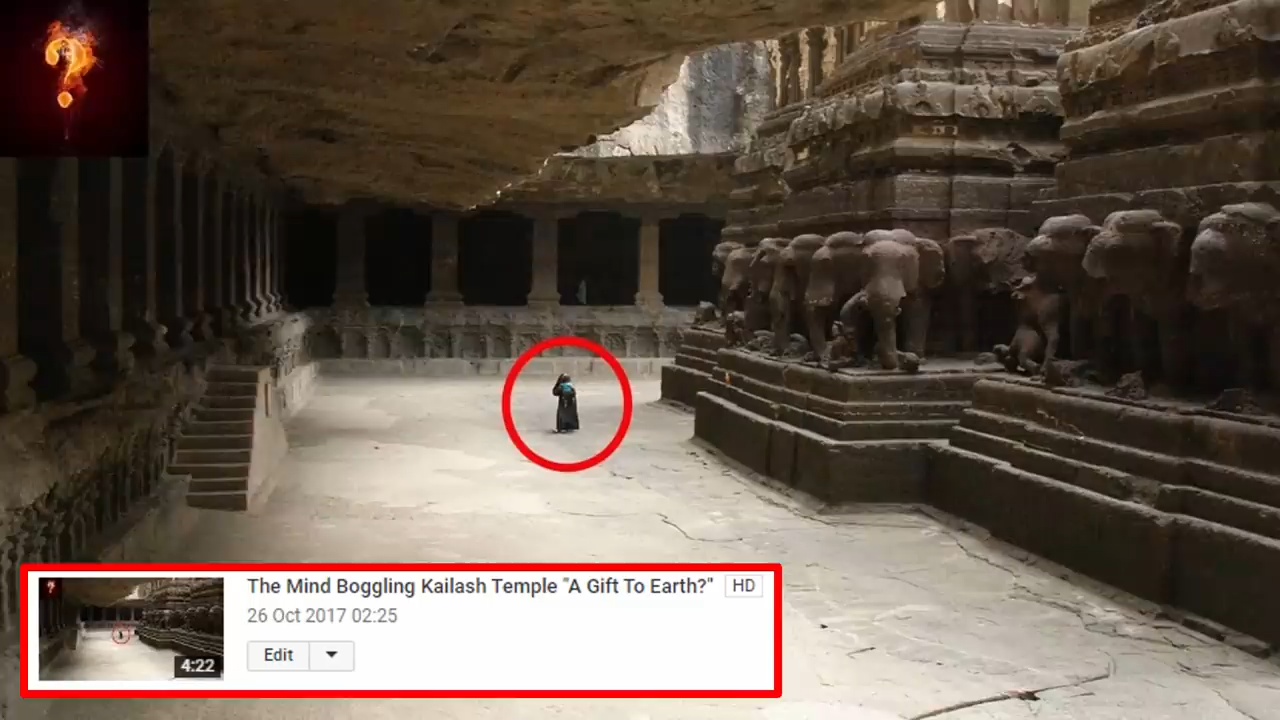 ?
The Mind Boggling Kailash Temple "A Gift To Earth?" HD
26 Oct 2017 02:25
4:22
Edit